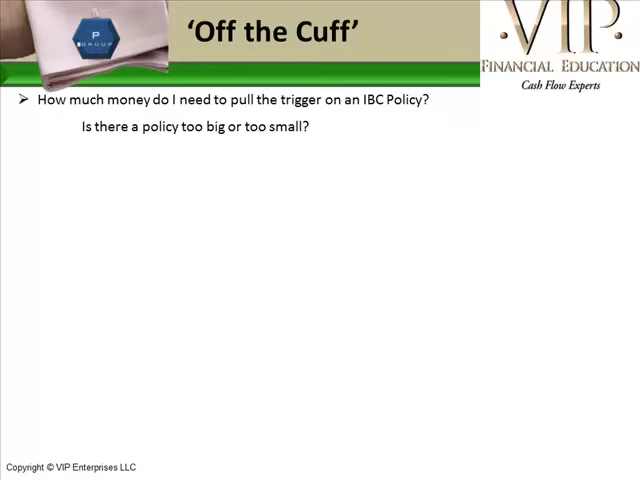 P
GROUP
'Off the Cuff'
VIP
FINANCIAL EDUCATION
Cash Flow Experts
➢ How much money do I need to pull the trigger on an IBC Policy?
Is there a policy too big or too small?
Copyright © VIP Enterprises LLC